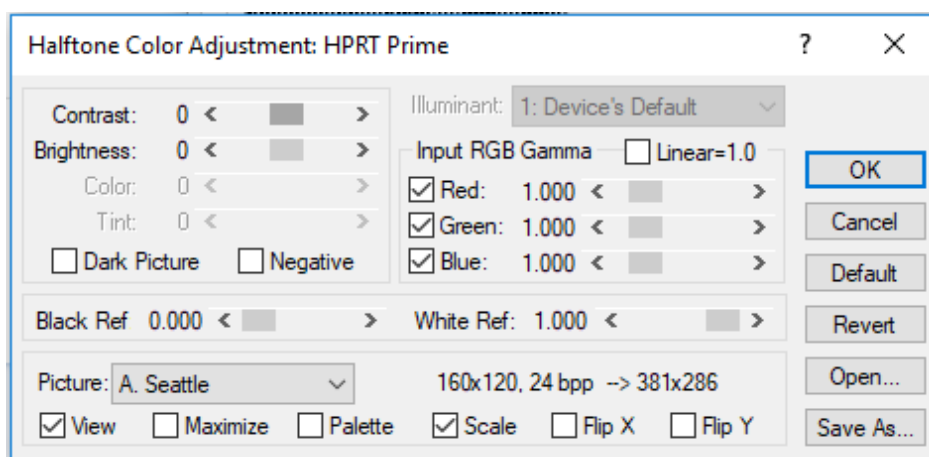 Halftone Color Adjustment: HPRT Prime ?
Contrast: 0
Brightness: 0
Color: 0
Tint: 0
Dark Picture Negative
Illuminant: 1: Device's Default
Input RGB Gamma Linear=1.0
Red: 1.000
Green: 1.000
Blue: 1.000
Black Ref 0.000 White Ref: 1.000
Picture: A. Seattle 160x120, 24 bpp --> 381x286
View Maximize Palette Scale Flip X Flip Y
OK
Cancel
Default
Revert
Open...
Save As...